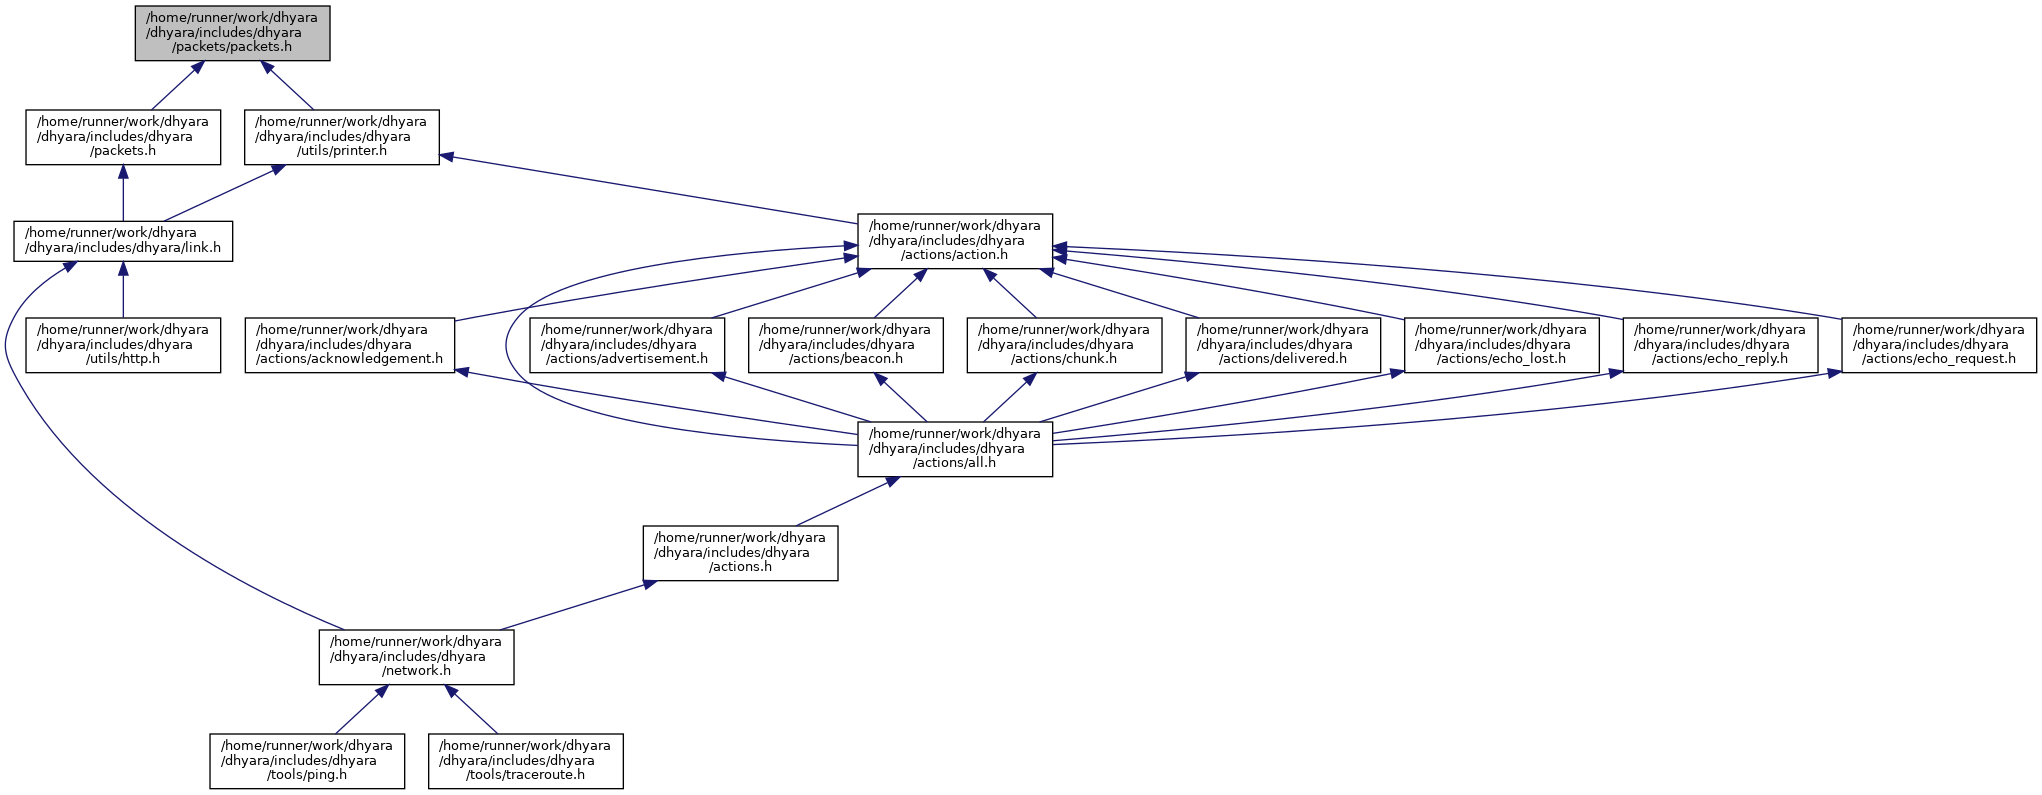 /home/runner/work/dhyara
/dhyara/includes/dhyara
/packets/packets.h
/home/runner/work/dhyara
/dhyara/includes/dhyara
/packets.h
/home/runner/work/dhyara
/dhyara/includes/dhyara
/utils/printer.h
/home/runner/work/dhyara
/dhyara/includes/dhyara/link.h
/home/runner/work/dhyara
/dhyara/includes/dhyara
/actions/action.h
/home/runner/work/dhyara
/dhyara/includes/dhyara
/utils/http.h
/home/runner/work/dhyara
/dhyara/includes/dhyara
/actions/acknowledgement.h
/home/runner/work/dhyara
/dhyara/includes/dhyara
/actions/advertisement.h
/home/runner/work/dhyara
/dhyara/includes/dhyara
/actions/beacon.h
/home/runner/work/dhyara
/dhyara/includes/dhyara
/actions/chunk.h
/home/runner/work/dhyara
/dhyara/includes/dhyara
/actions/delivered.h
/home/runner/work/dhyara
/dhyara/includes/dhyara
/actions/echo_lost.h
/home/runner/work/dhyara
/dhyara/includes/dhyara
/actions/echo_reply.h
/home/runner/work/dhyara
/dhyara/includes/dhyara
/actions/echo_request.h
/home/runner/work/dhyara
/dhyara/includes/dhyara
/actions/all.h
/home/runner/work/dhyara
/dhyara/includes/dhyara
/actions.h
/home/runner/work/dhyara
/dhyara/includes/dhyara
/network.h
/home/runner/work/dhyara
/dhyara/includes/dhyara
/tools/ping.h
/home/runner/work/dhyara
/dhyara/includes/dhyara
/tools/traceroute.h